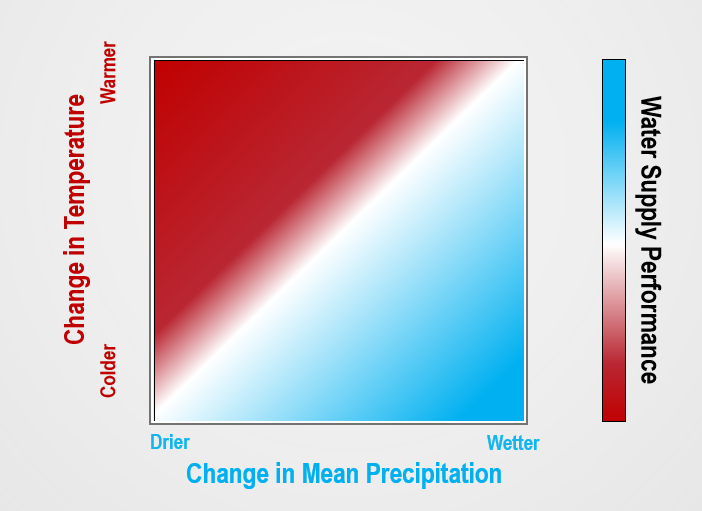 Warmer
Change in Temperature
Colder
Drier
Wetter
Change in Mean Precipitation
Water Supply Performance